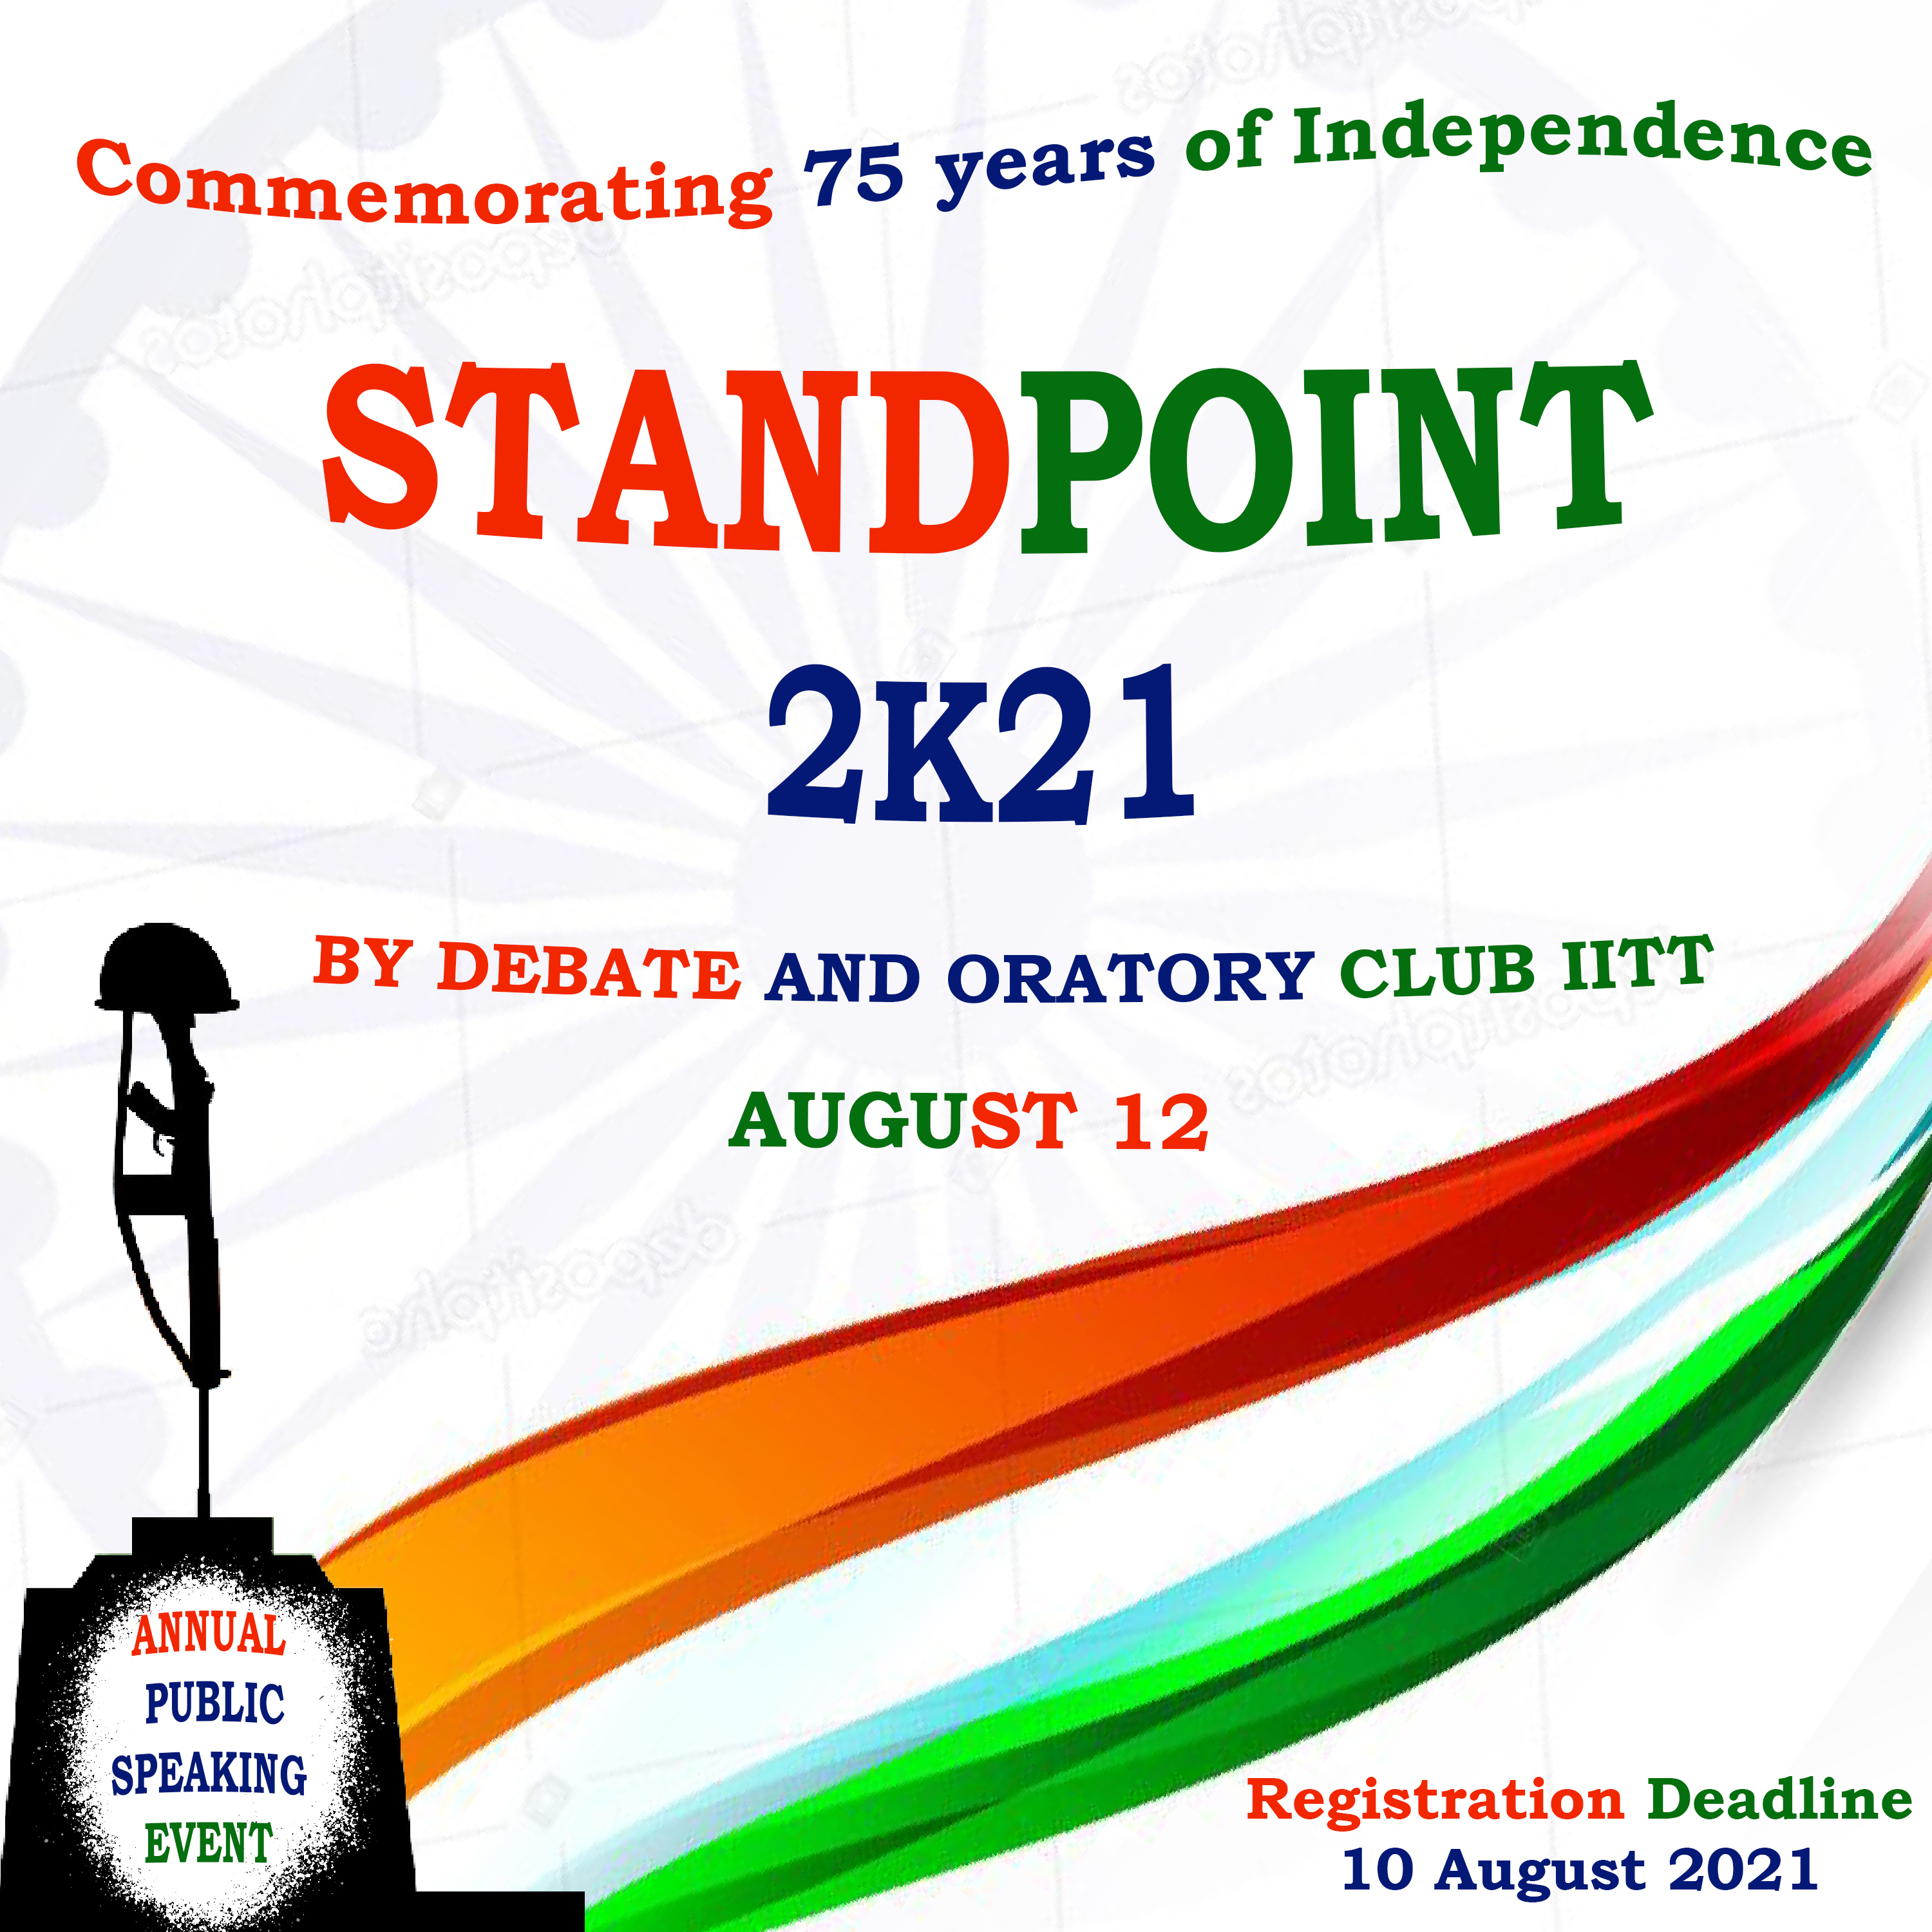 Commemorating 75 years of Independence
STANDPOINT
2K21
BY DEBATE AND ORATORY CLUB IITT
AUGUST 12
ANNUAL
PUBLIC
SPEAKING
EVENT
Registration Deadline
10 August 2021